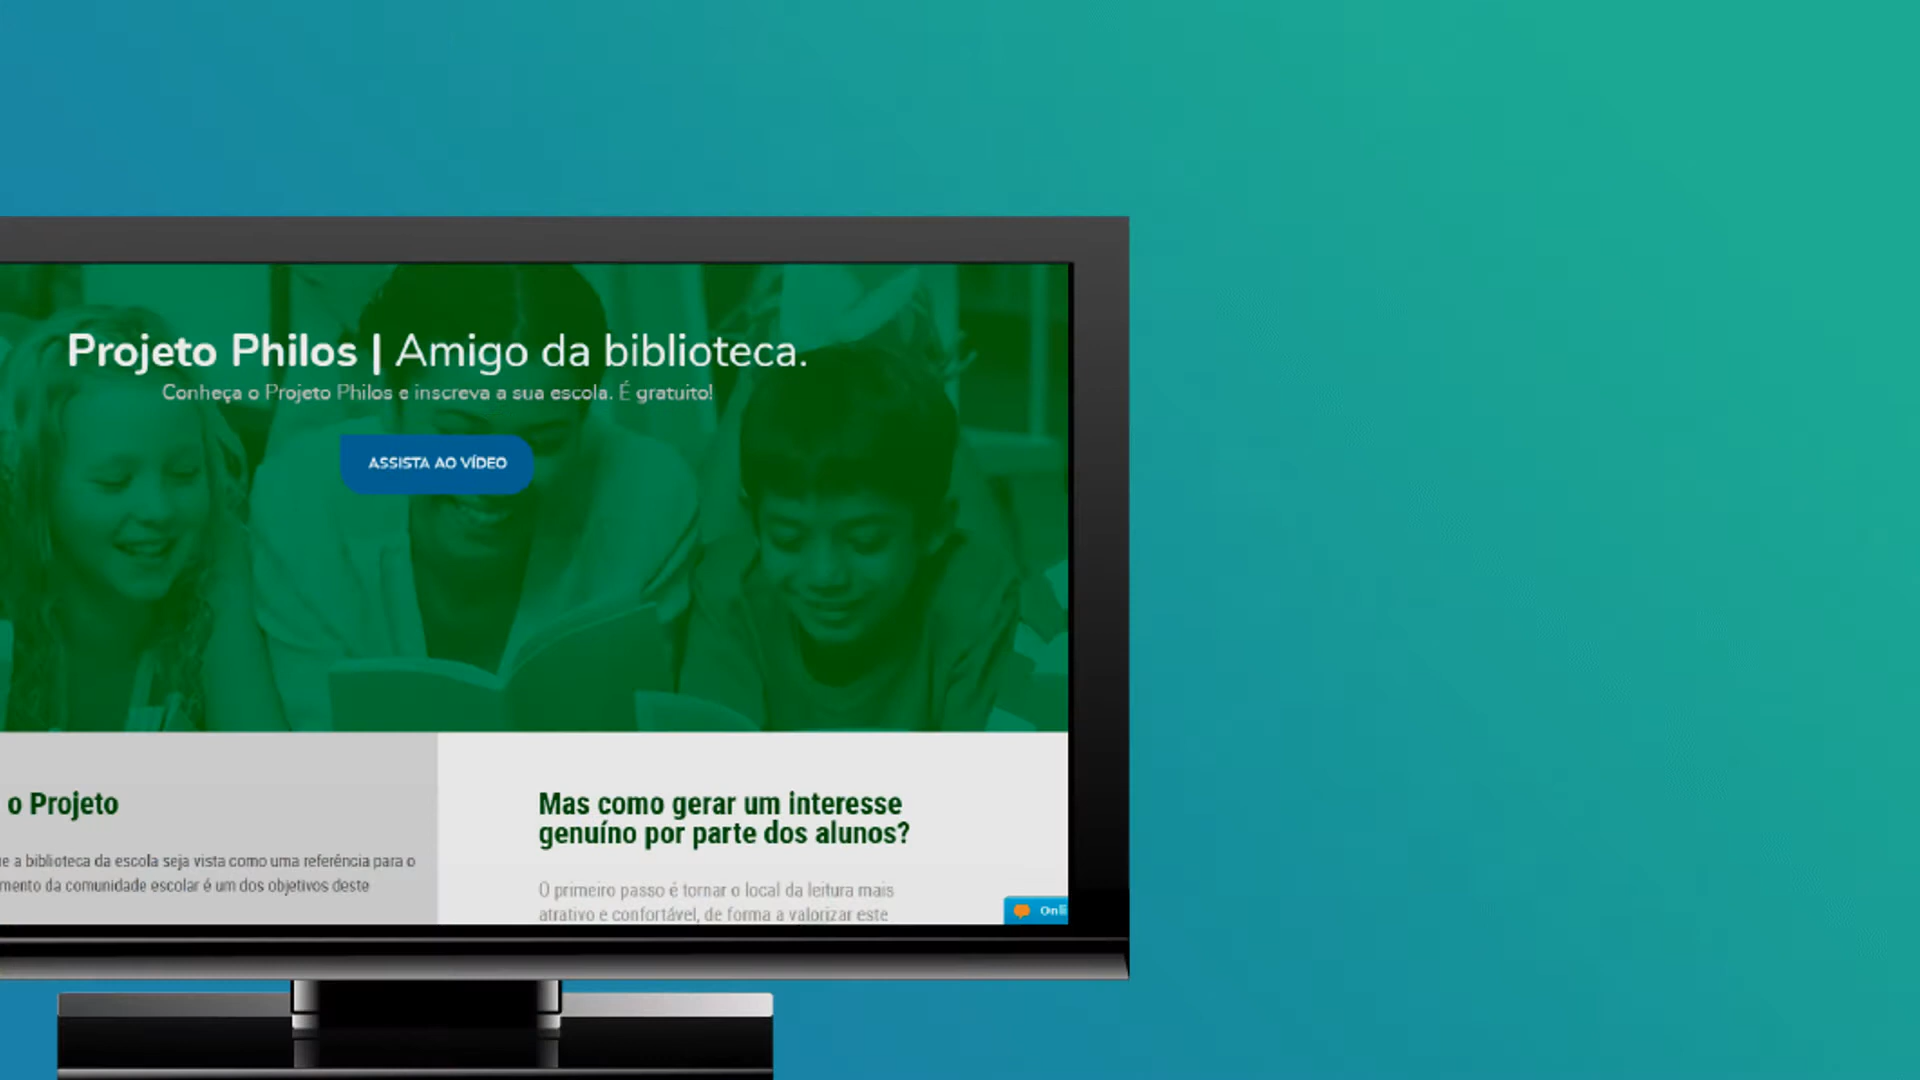 Projeto Philos | Amigo da biblioteca.
Conheça o Projeto Philos e inscreva a sua escola. É gratuito!
ASSISTA AO VÍDEO
o Projeto
a biblioteca da escola seja vista como uma referência para o
da comunidade escolar é um dos objetivos deste
Mas como gerar um interesse
genuíno por parte dos alunos?
O primeiro passo é tornar o local da leitura mais
atrativo e confortável, de forma a valorizar este